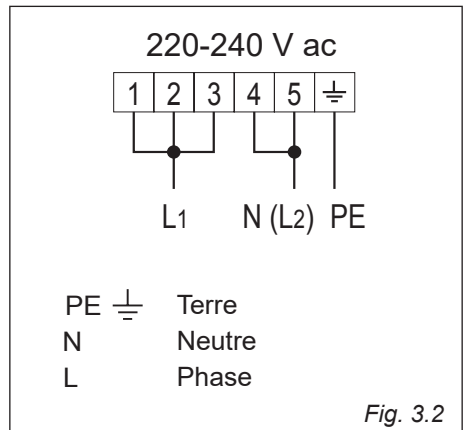 220-240 V ac
1 2 3 4 5 ⏚
L1 N (L2) PE
PE ⏚ Terre
N Neutre
L Phase
Fig. 3.2